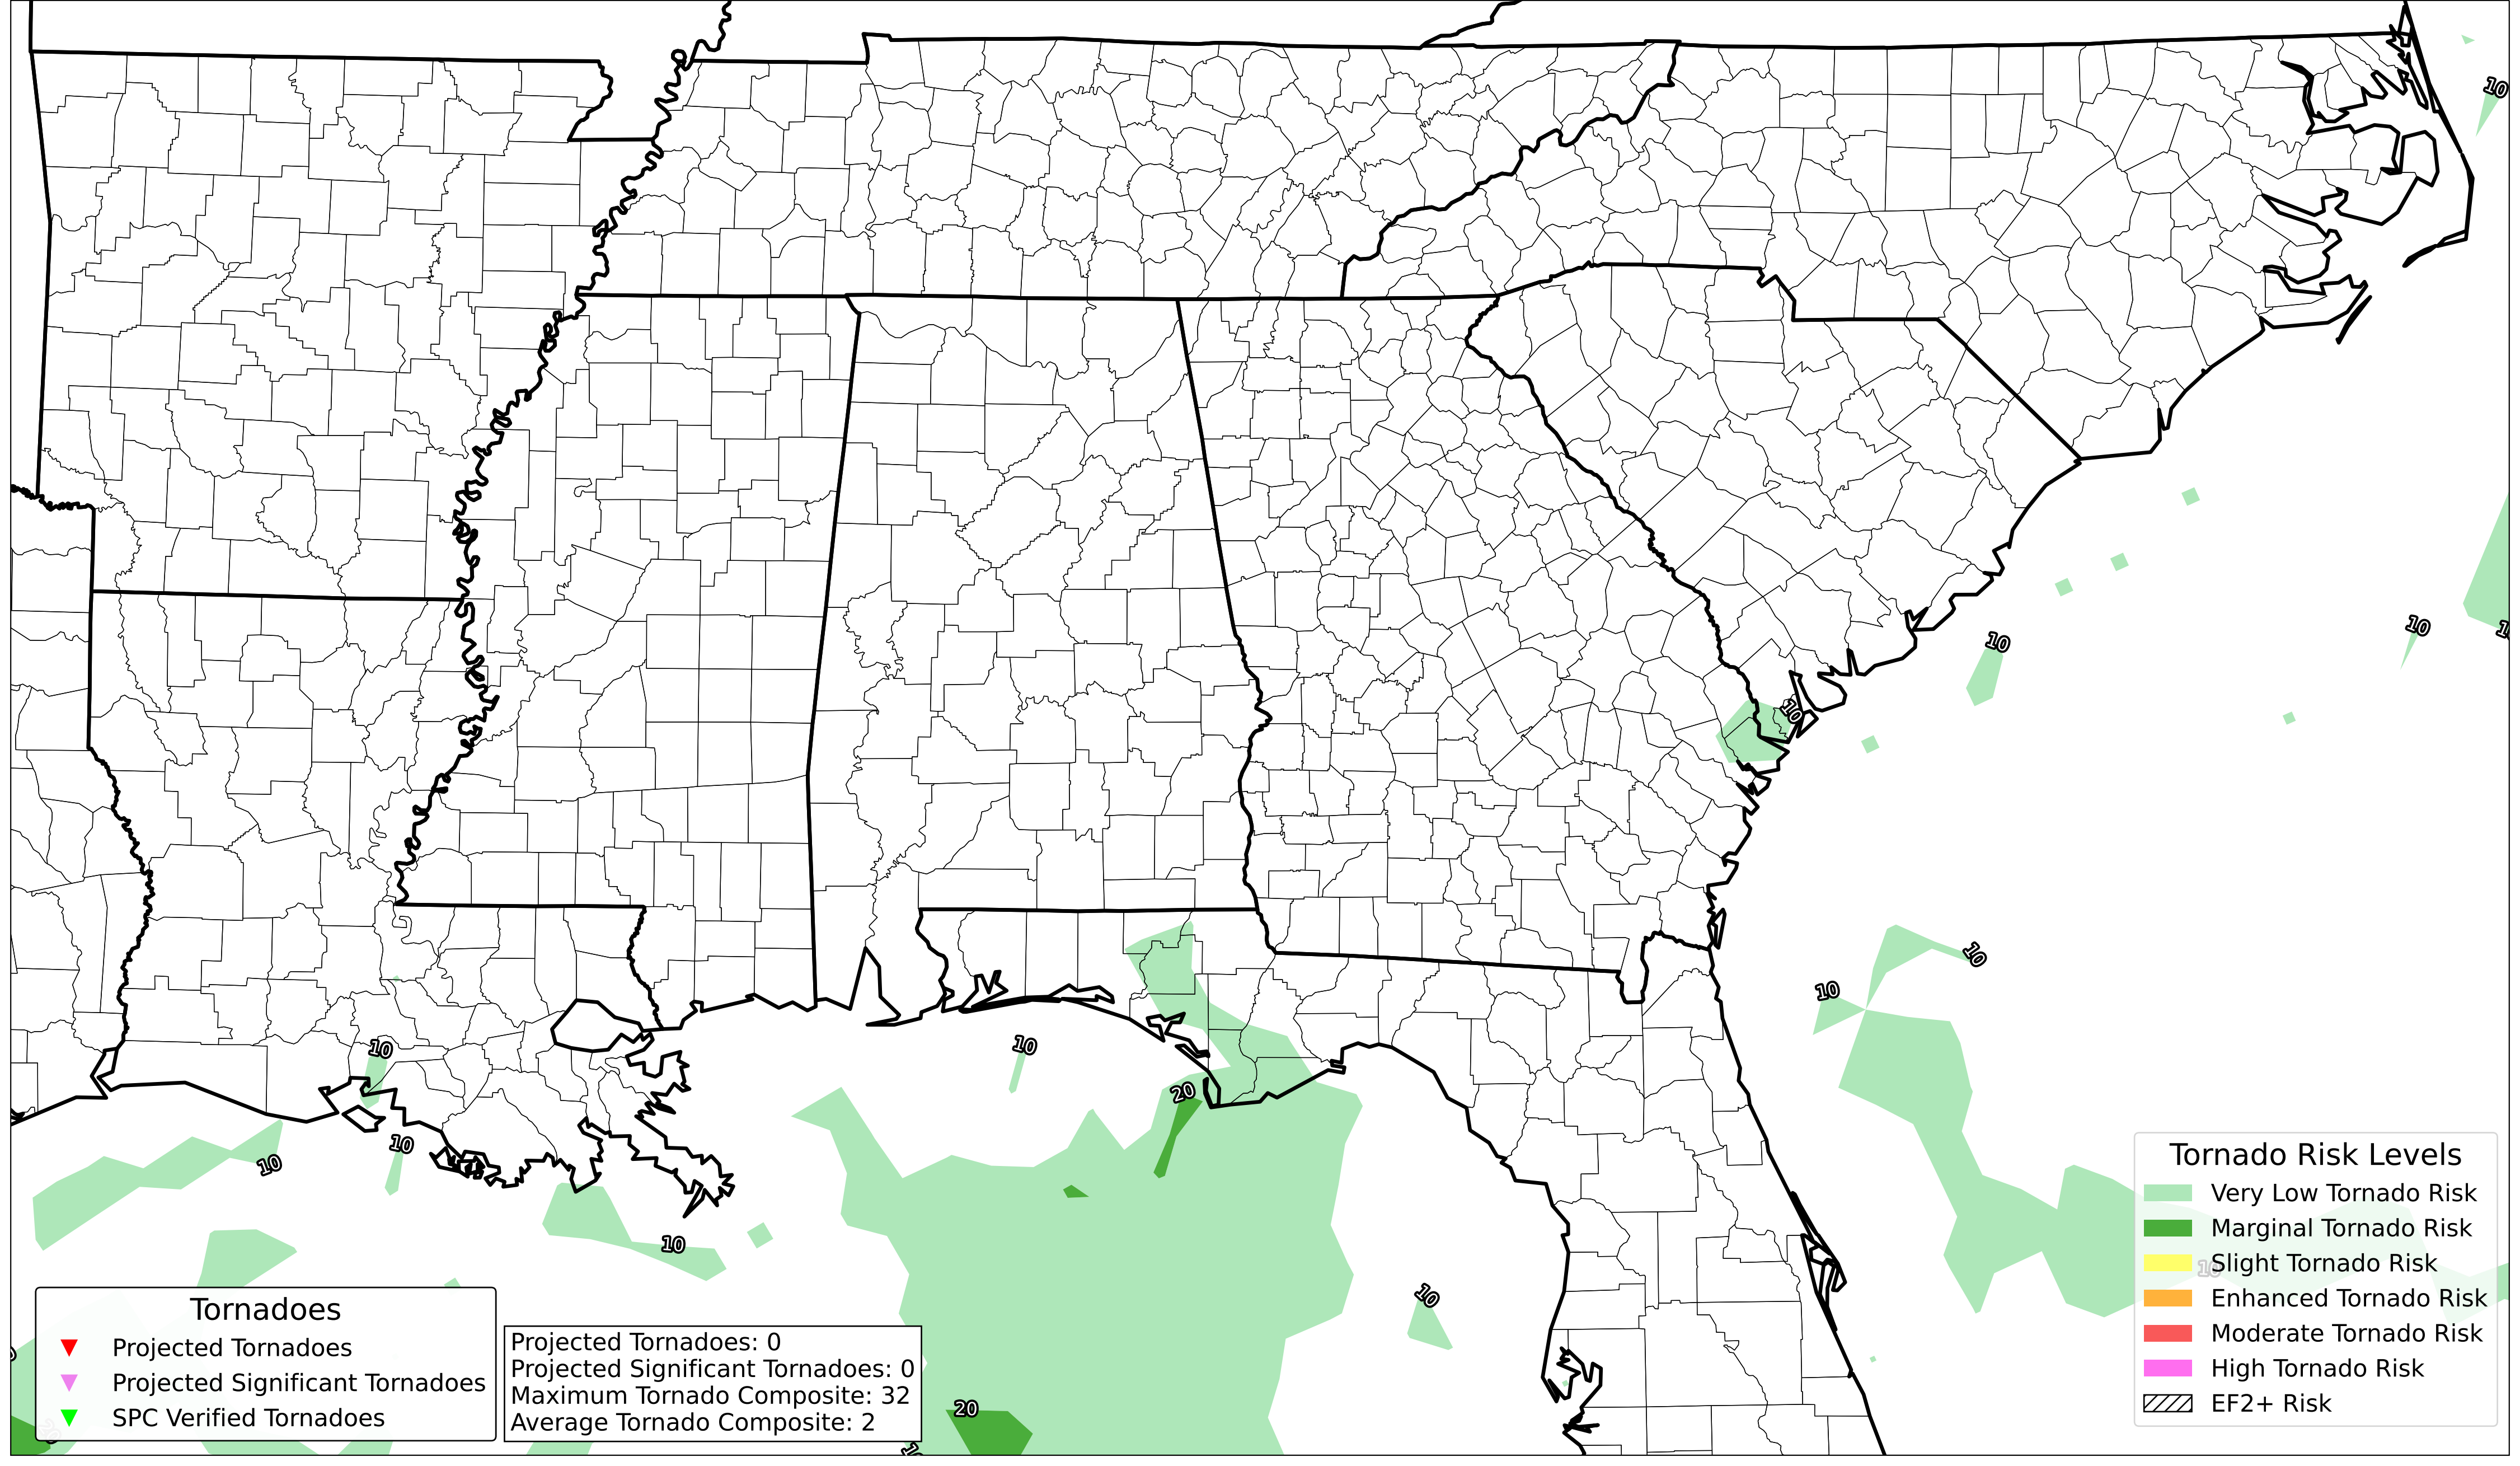 10
10
10
10
10
10
10
10
10
20
10
10
10
10
10
20
Tornadoes
Projected Tornadoes
Projected Significant Tornadoes
SPC Verified Tornadoes
Projected Tornadoes: 0
Projected Significant Tornadoes: 0
Maximum Tornado Composite: 32
Average Tornado Composite: 2
Tornado Risk Levels
Very Low Tornado Risk
Marginal Tornado Risk
Slight Tornado Risk
Enhanced Tornado Risk
Moderate Tornado Risk
High Tornado Risk
EF2+ Risk